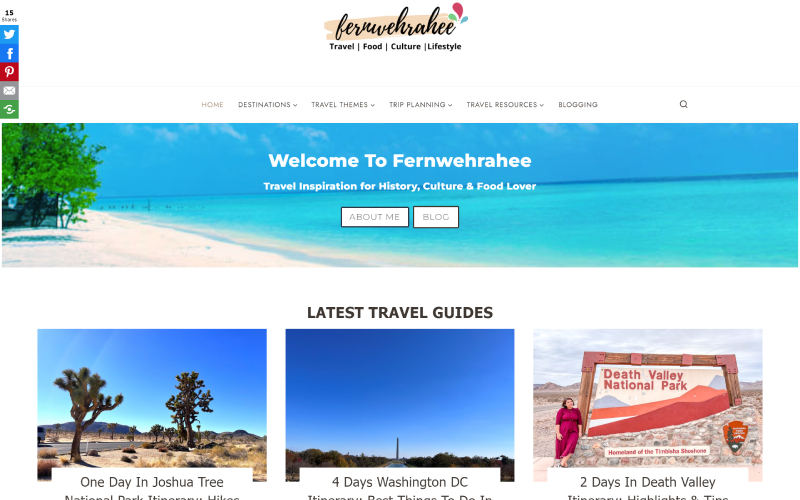 15
Shares
fernwehrahee
Travel | Food | Culture |Lifestyle
HOME DESTINATIONS TRAVEL THEMES TRIP PLANNING TRAVEL RESOURCES BLOGGING
Welcome To Fernwehrahee
Travel Inspiration for History, Culture & Food Lover
ABOUT ME BLOG
LATEST TRAVEL GUIDES
Death Valley
National Park
Homeland of the Timbisha Shoshone
One Day In Joshua Tree
National Park Itinerary: Hikes
4 Days Washington DC
Itinerary: Best Things To Do In
2 Days In Death Valley
Itinerary: Highlights & Tips